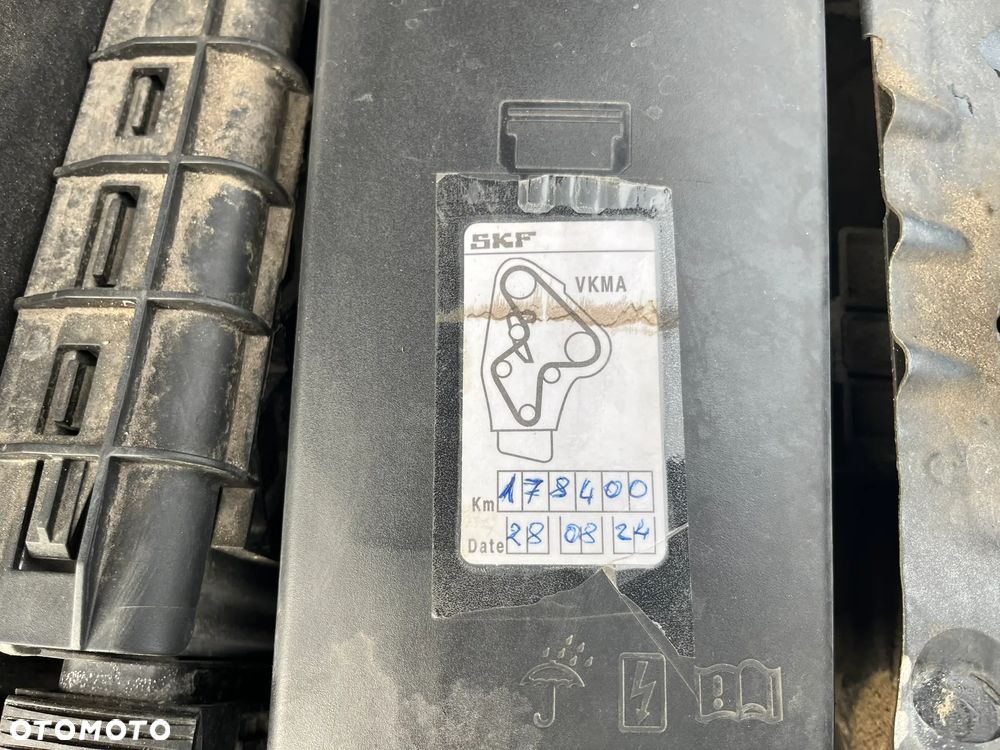 SKF
VKMA
Km 178400
Date 28 08 24
OTOMOTO